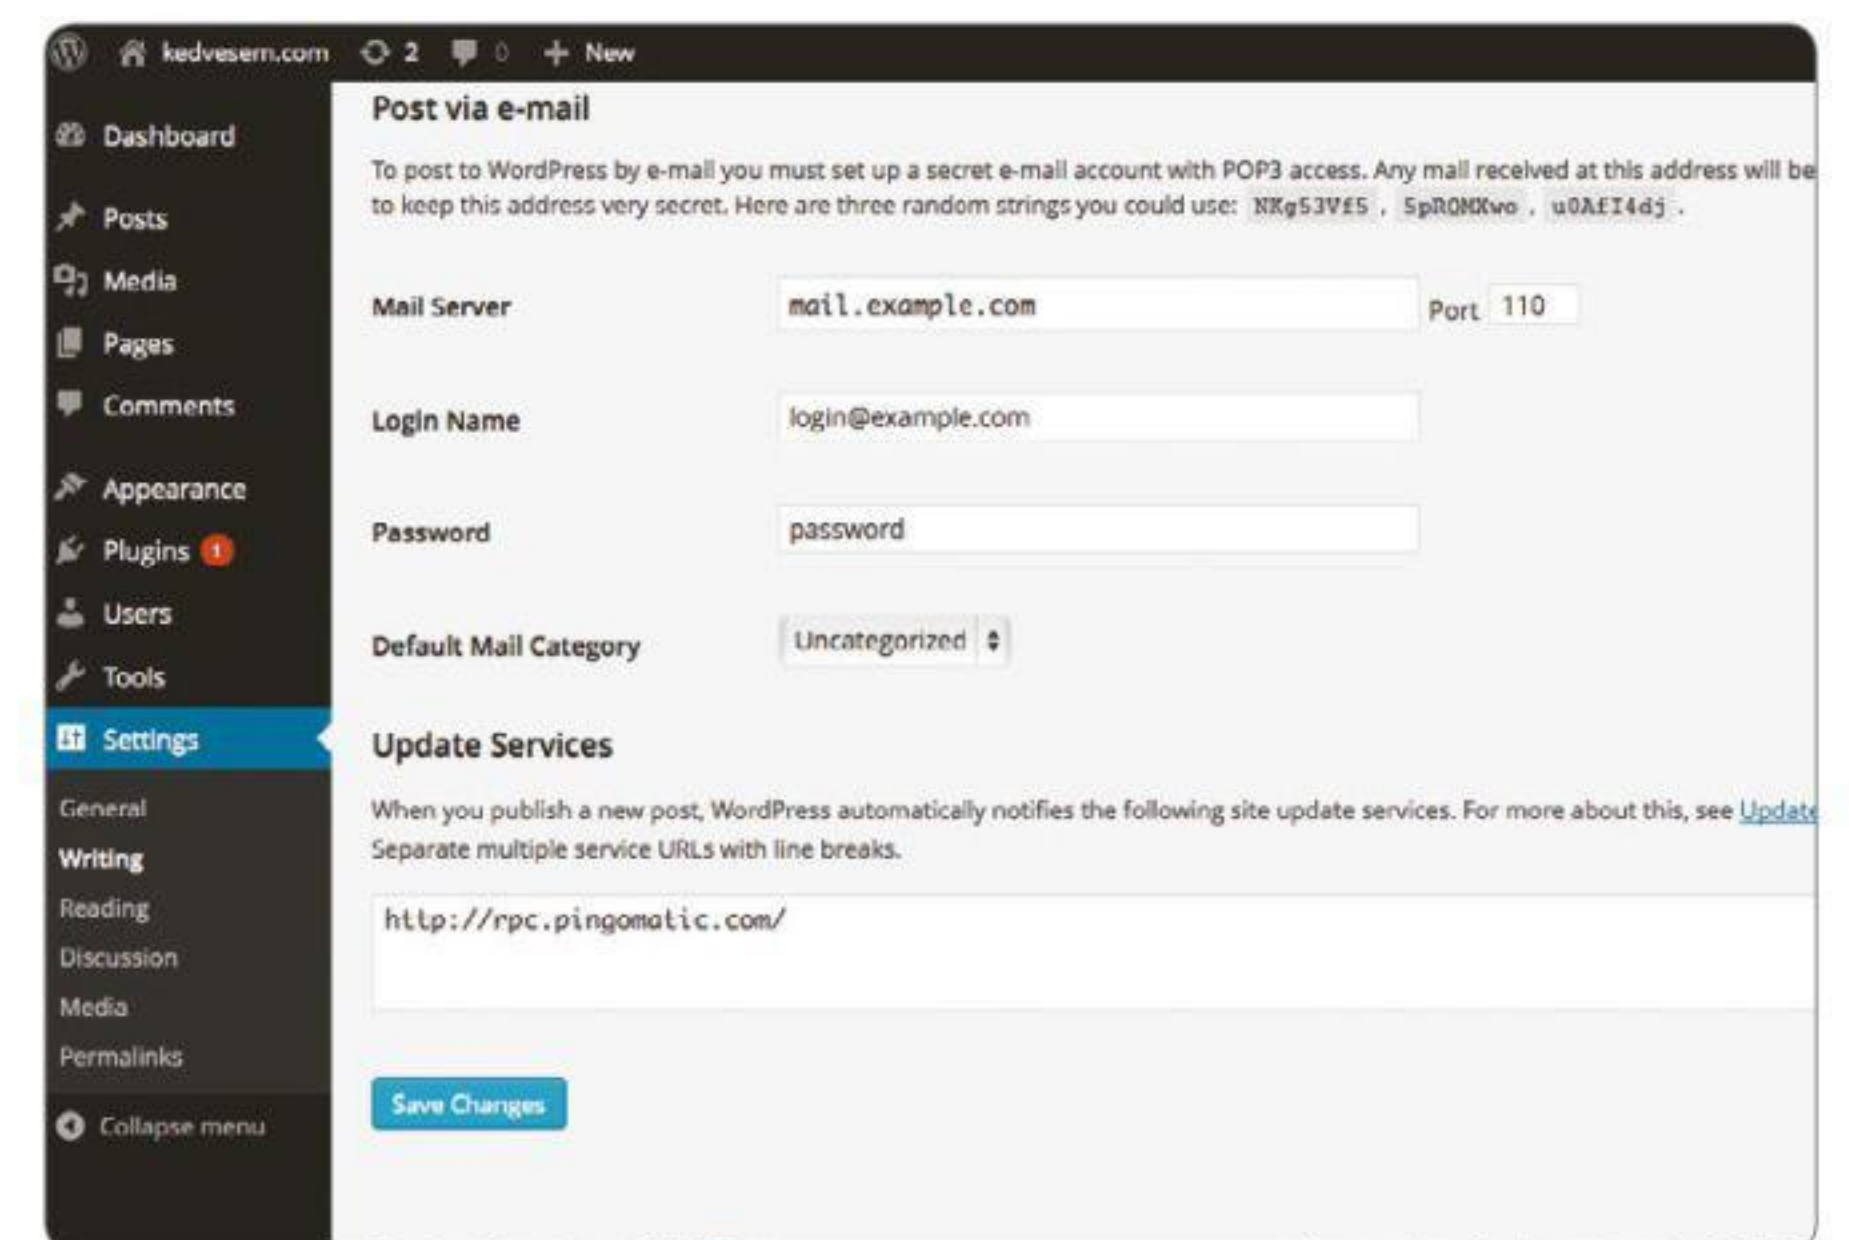 kedvesem.com 2 0 + New
Dashboard
Posts
Media
Pages
Comments
Appearance
Plugins 1
Users
Tools
Settings
General
Writing
Reading
Discussion
Media
Permalinks
Collapse menu
Post via e-mail
To post to WordPress by e-mail you must set up a secret e-mail account with POP3 access. Any mail received at this address will be
to keep this address very secret. Here are three random strings you could use: NKg53Vf5 , 5pROMXwo , u0AfI4dj .
Mail Server mail.example.com Port 110
Login Name login@example.com
Password password
Default Mail Category Uncategorized
Update Services
When you publish a new post, WordPress automatically notifies the following site update services. For more about this, see Update
Separate multiple service URLs with line breaks.
http://rpc.pingomatic.com/
Save Changes